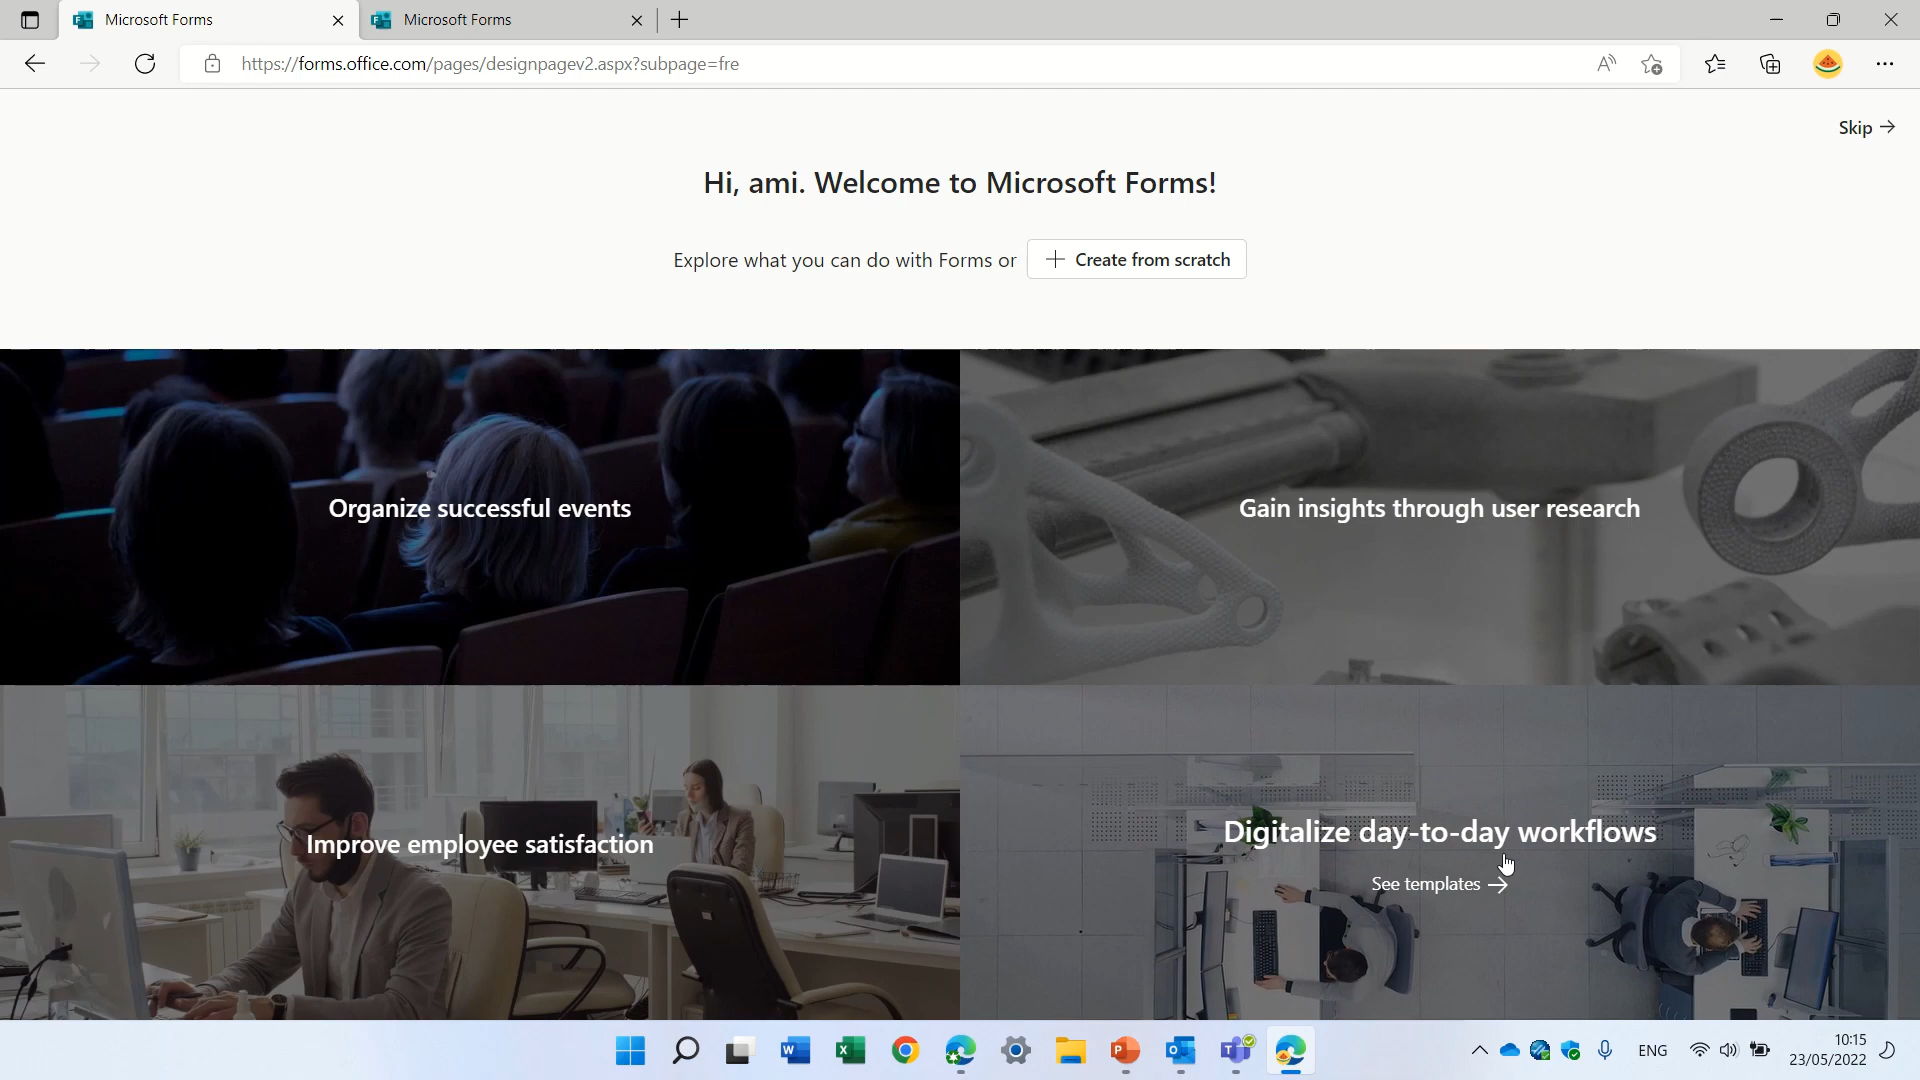 Microsoft Forms
Microsoft Forms
https://forms.office.com/pages/designpagev2.aspx?subpage=fre
Skip →
Hi, ami. Welcome to Microsoft Forms!
Explore what you can do with Forms or
Create from scratch
Organize successful events
Gain insights through user research
Improve employee satisfaction
Digitalize day-to-day workflows
See templates →
ENG
10:15
23/05/2022